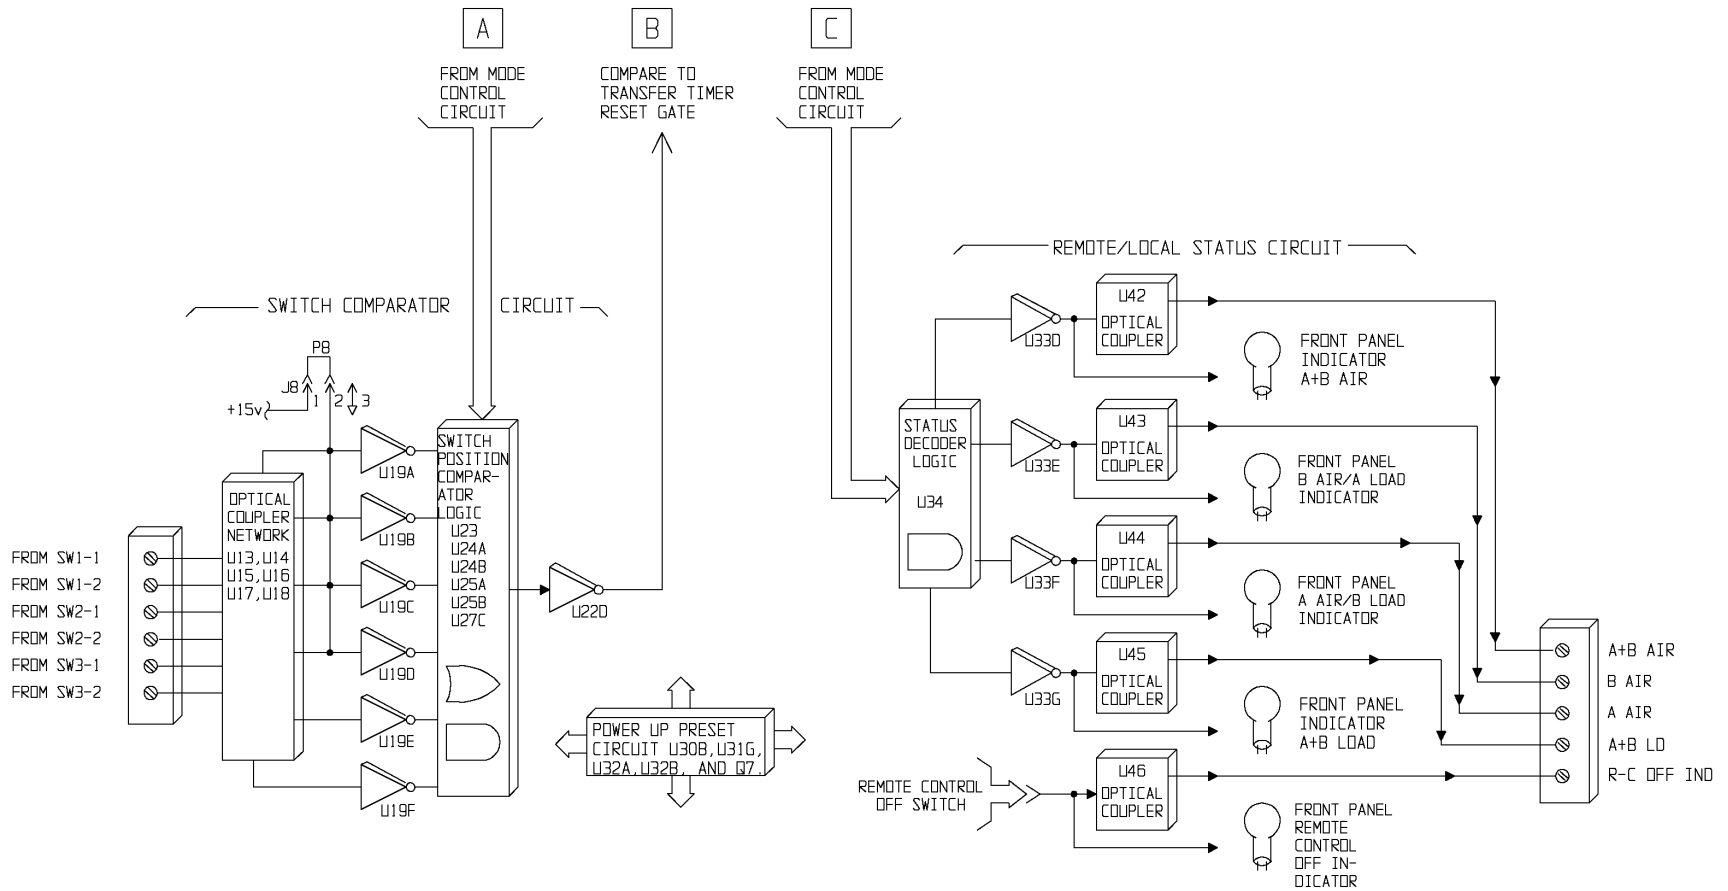 A
B
C
FROM MODE
CONTROL
CIRCUIT
COMPARE TO
TRANSFER TIMER
RESET GATE
FROM MODE
CONTROL
CIRCUIT
SWITCH COMPARATOR CIRCUIT
P8
J8
1
2
3
+15v
U19A
U19B
U19C
U19D
U19E
U19F
OPTICAL
COUPLER
NETWORK
U13,U14
U15,U16
U17,U18
FROM SW1-1
FROM SW1-2
FROM SW2-1
FROM SW2-2
FROM SW3-1
FROM SW3-2
SWITCH
POSITION
COMPAR-
ATOR
LOGIC
U23
U24A
U24B
U25A
U25B
U27C
U22D
POWER UP PRESET
CIRCUIT U30B,U31G,
U32A,U32B, AND Q7.
REMOTE/LOCAL STATUS CIRCUIT
STATUS
DECODER
LOGIC
U34
U33D
U42
OPTICAL
COUPLER
FRONT PANEL
INDICATOR
A+B AIR
U33E
U43
OPTICAL
COUPLER
FRONT PANEL
B AIR/A LOAD
INDICATOR
U33F
U44
OPTICAL
COUPLER
FRONT PANEL
A AIR/B LOAD
INDICATOR
U33G
U45
OPTICAL
COUPLER
FRONT PANEL
INDICATOR
A+B LOAD
REMOTE CONTROL
OFF SWITCH
U46
OPTICAL
COUPLER
FRONT PANEL
REMOTE
CONTROL
OFF IN-
DICATOR
A+B AIR
B AIR
A AIR
A+B LD
R-C OFF IND